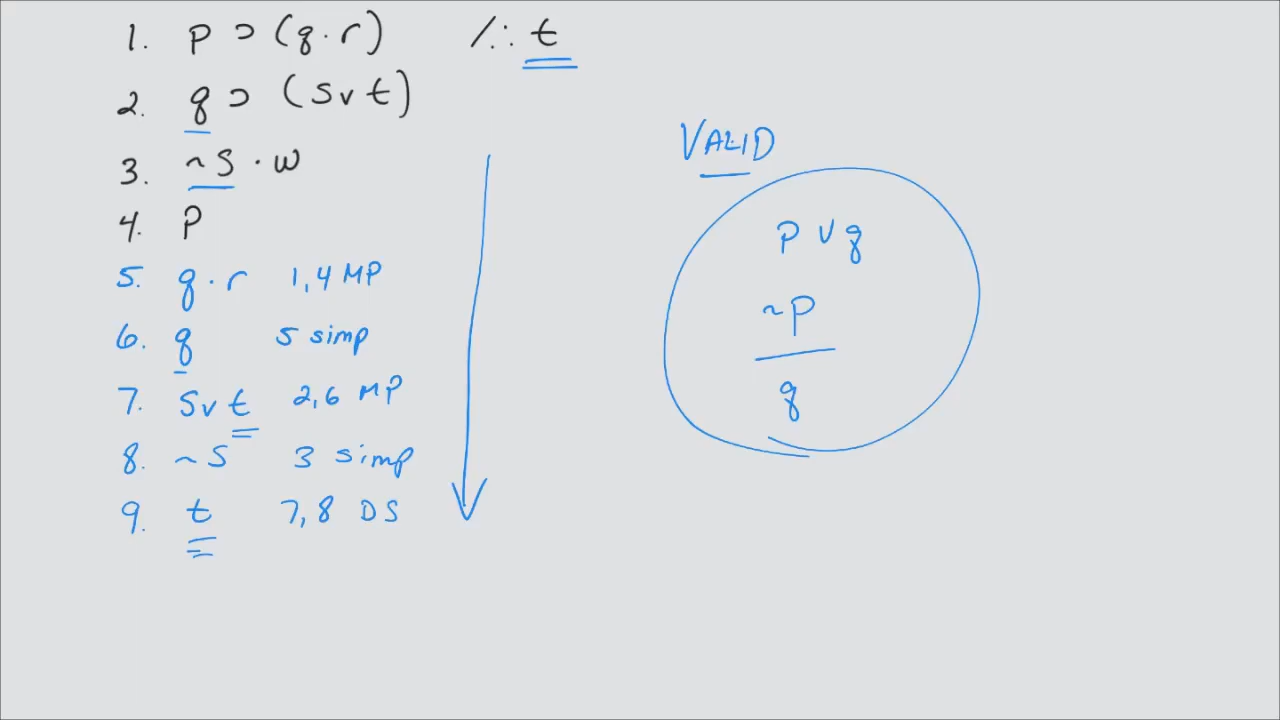 1. p ⊃ (q · r) /∴ t
2. q ⊃ (s v t)
3. ~s · w
4. p
5. q · r 1,4 MP
6. q 5 simp
7. s v t 2,6 MP
8. ~s 3 simp
9. t 7,8 DS
VALID
p v q
~p
q